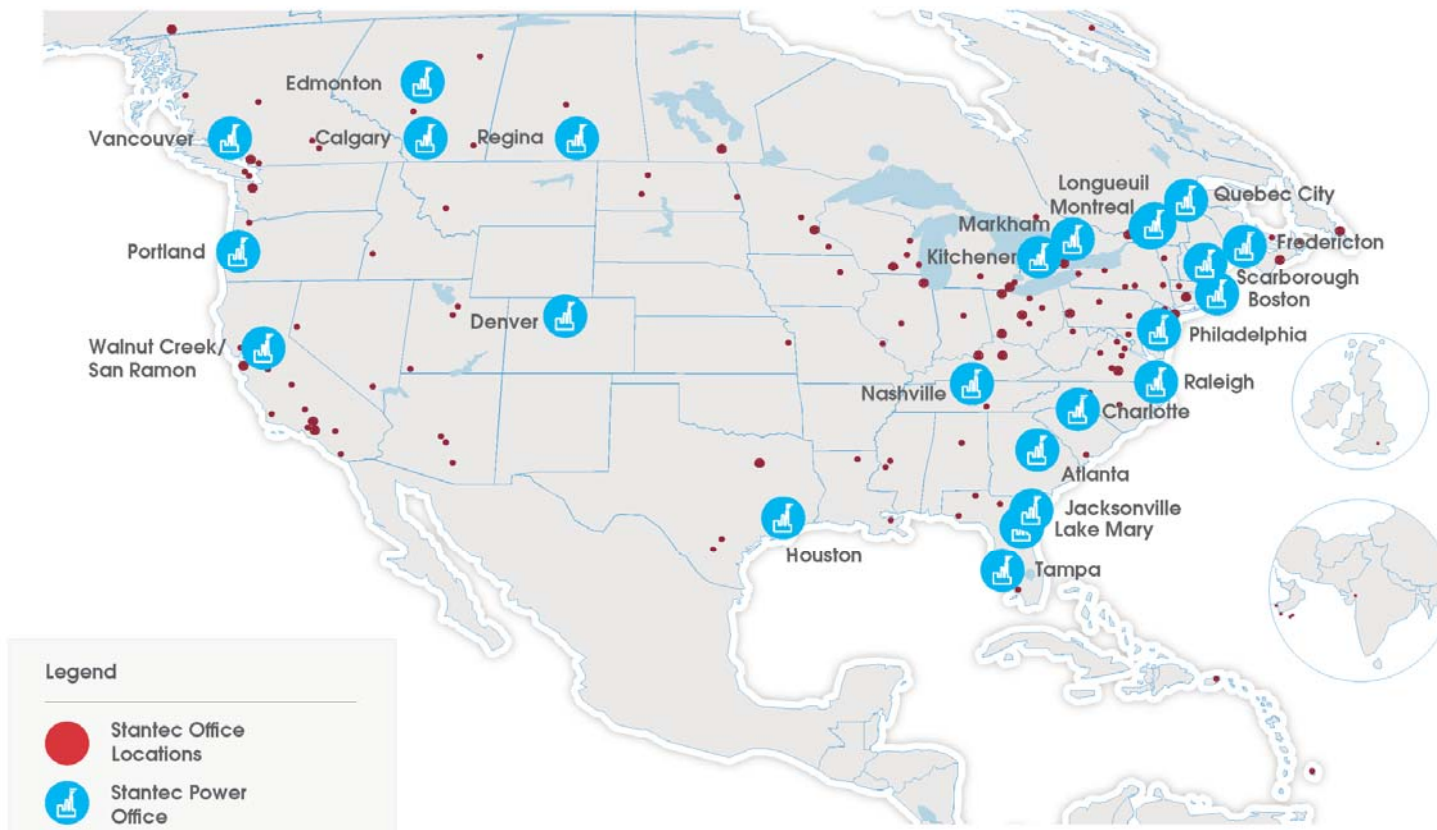 Edmonton
Vancouver
Calgary
Regina
Longueuil
Montreal
Quebec City
Markham
Kitchener
Fredericton
Scarborough
Boston
Portland
Denver
Philadelphia
Walnut Creek/
San Ramon
Nashville
Raleigh
Charlotte
Atlanta
Jacksonville
Lake Mary
Houston
Tampa
Legend
Stantec Office
Locations
Stantec Power
Office